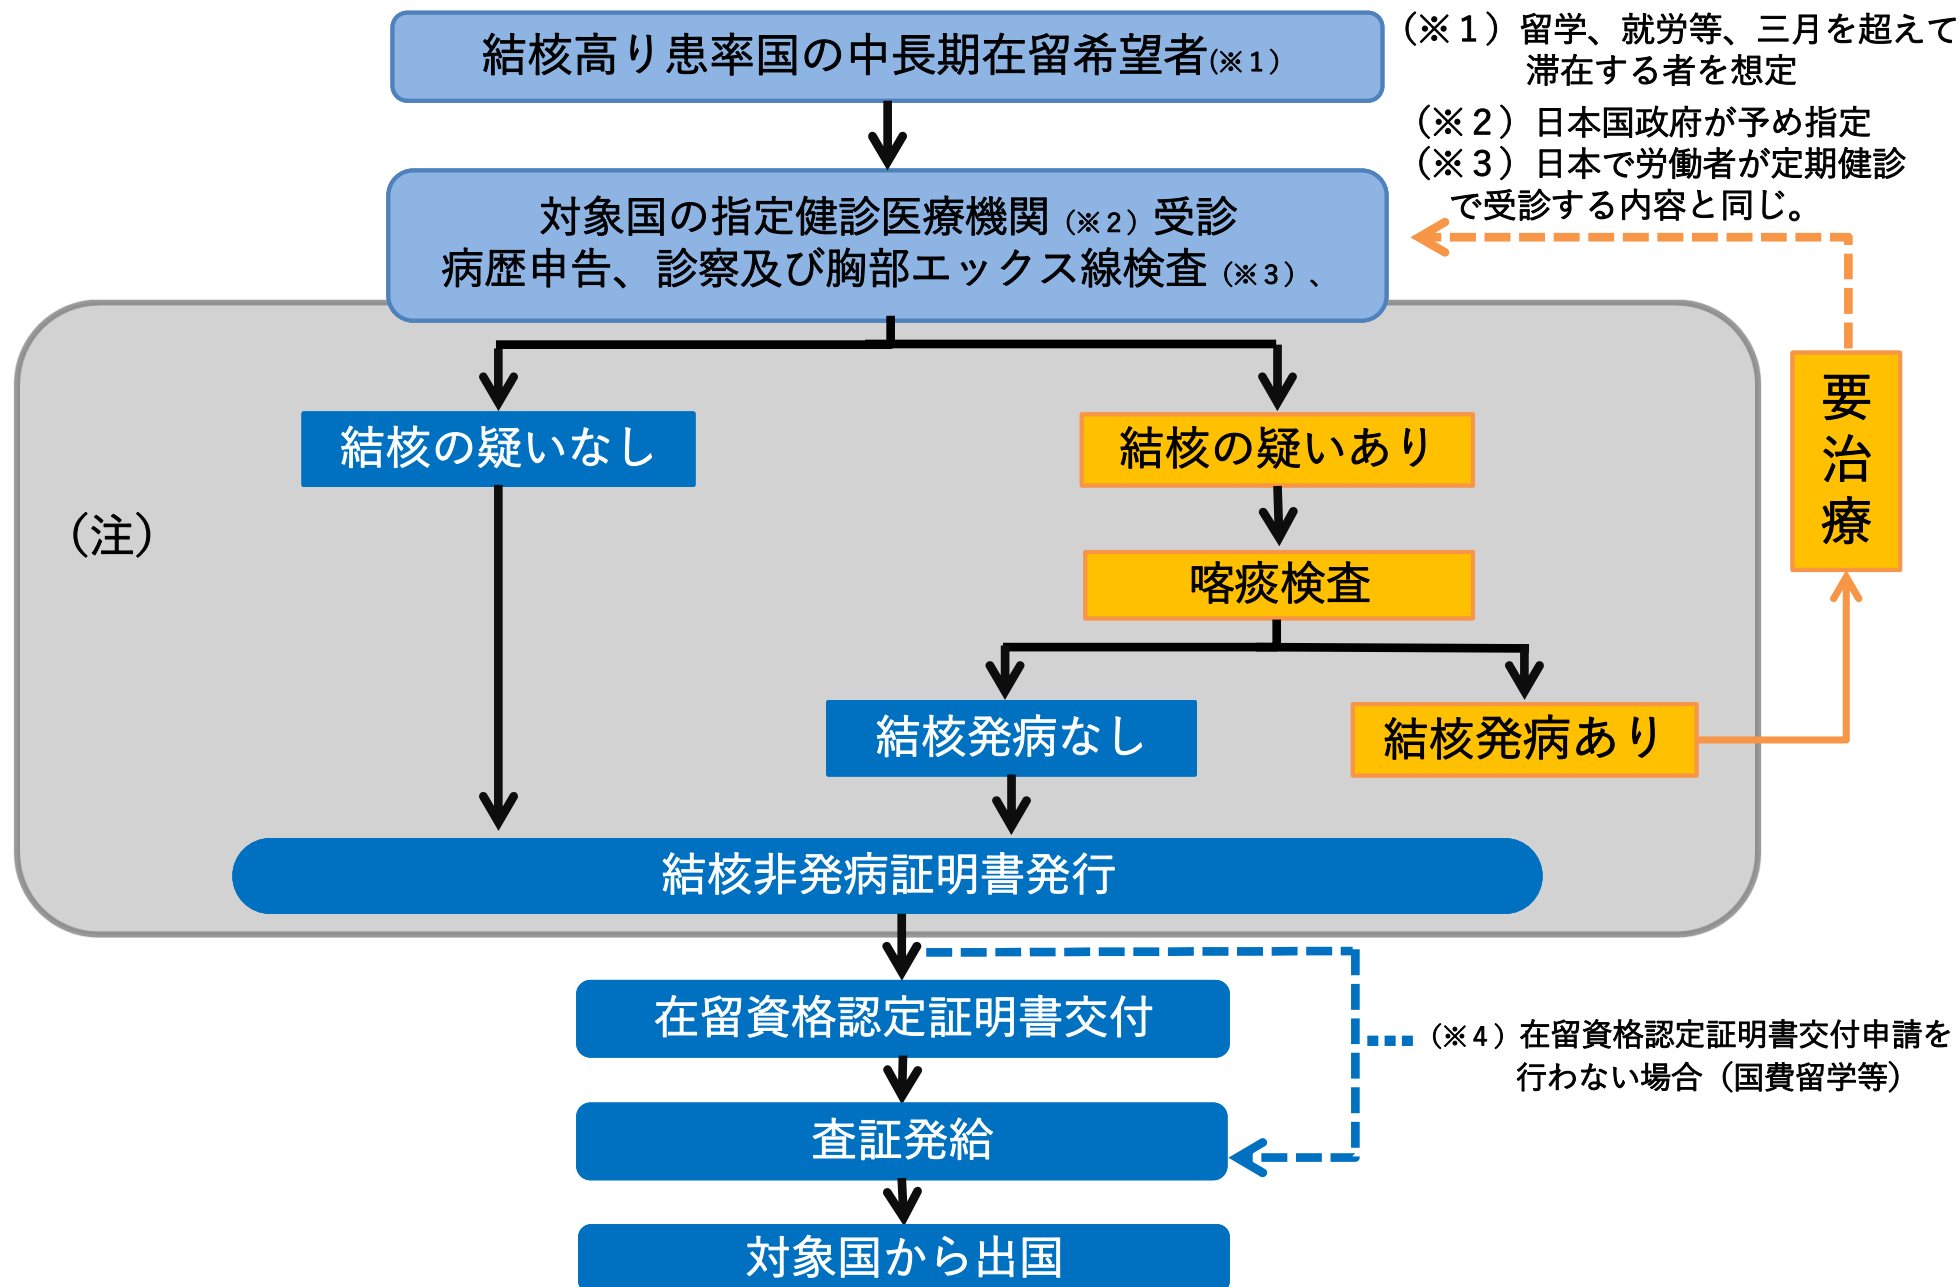 結核高り患率国の中長期在留希望者（※１）
（※１）留学、就労等、三月を超えて
滞在する者を想定
（※２）日本国政府が予め指定
（※３）日本で労働者が定期健診
で受診する内容と同じ。
対象国の指定健診医療機関（※２）受診
病歴申告、診察及び胸部エックス線検査（※３）、
結核の疑いなし
結核の疑いあり
要治療
（注）
喀痰検査
結核発病なし
結核発病あり
結核非発病証明書発行
在留資格認定証明書交付
（※４）在留資格認定証明書交付申請を
行わない場合（国費留学等）
査証発給
対象国から出国